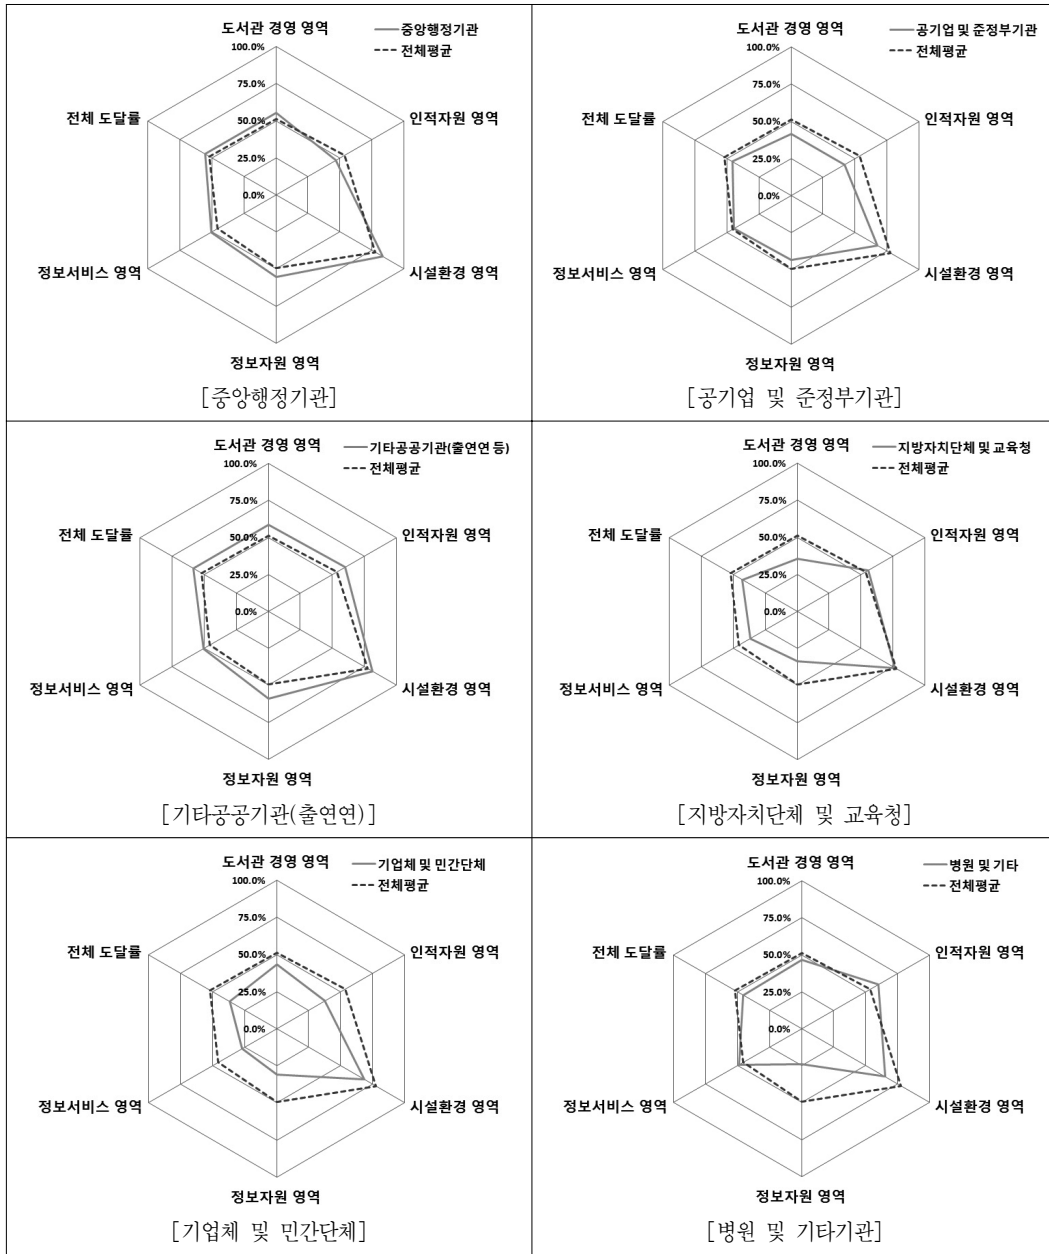 도서관 경영 영역
중앙행정기관
전체평균
100.0%
75.0%
50.0%
25.0%
0.0%
전체 도달률
인적자원 영역
정보서비스 영역
시설환경 영역
정보자원 영역
[중앙행정기관]
도서관 경영 영역
공기업 및 준정부기관
전체평균
100.0%
75.0%
50.0%
25.0%
0.0%
전체 도달률
인적자원 영역
정보서비스 영역
시설환경 영역
정보자원 영역
[공기업 및 준정부기관]
도서관 경영 영역
기타공공기관(출연연 등)
전체평균
100.0%
75.0%
50.0%
25.0%
0.0%
전체 도달률
인적자원 영역
정보서비스 영역
시설환경 영역
정보자원 영역
[기타공공기관(출연연)]
도서관 경영 영역
지방자치단체 및 교육청
전체평균
100.0%
75.0%
50.0%
25.0%
0.0%
전체 도달률
인적자원 영역
정보서비스 영역
시설환경 영역
정보자원 영역
[지방자치단체 및 교육청]
도서관 경영 영역
기업체 및 민간단체
전체평균
100.0%
75.0%
50.0%
25.0%
0.0%
전체 도달률
인적자원 영역
정보서비스 영역
시설환경 영역
정보자원 영역
[기업체 및 민간단체]
도서관 경영 영역
병원 및 기타
전체평균
100.0%
75.0%
50.0%
25.0%
0.0%
전체 도달률
인적자원 영역
정보서비스 영역
시설환경 영역
정보자원 영역
[병원 및 기타기관]